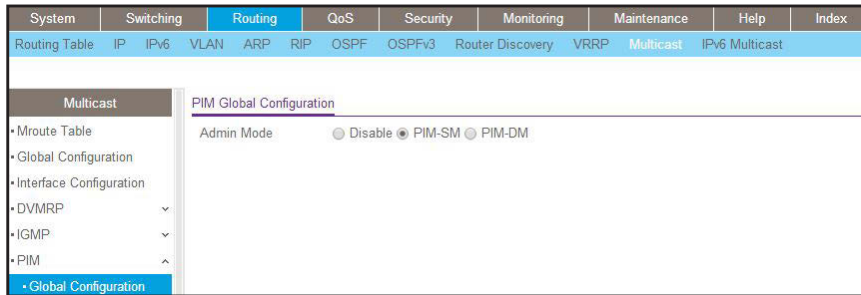 System Switching Routing QoS Security Monitoring Maintenance Help Index
Routing Table IP IPv6 VLAN ARP RIP OSPF OSPFv3 Router Discovery VRRP Multicast IPv6 Multicast
Multicast
Mroute Table
Global Configuration
Interface Configuration
DVMRP
IGMP
PIM
Global Configuration
PIM Global Configuration
Admin Mode Disable PIM-SM PIM-DM